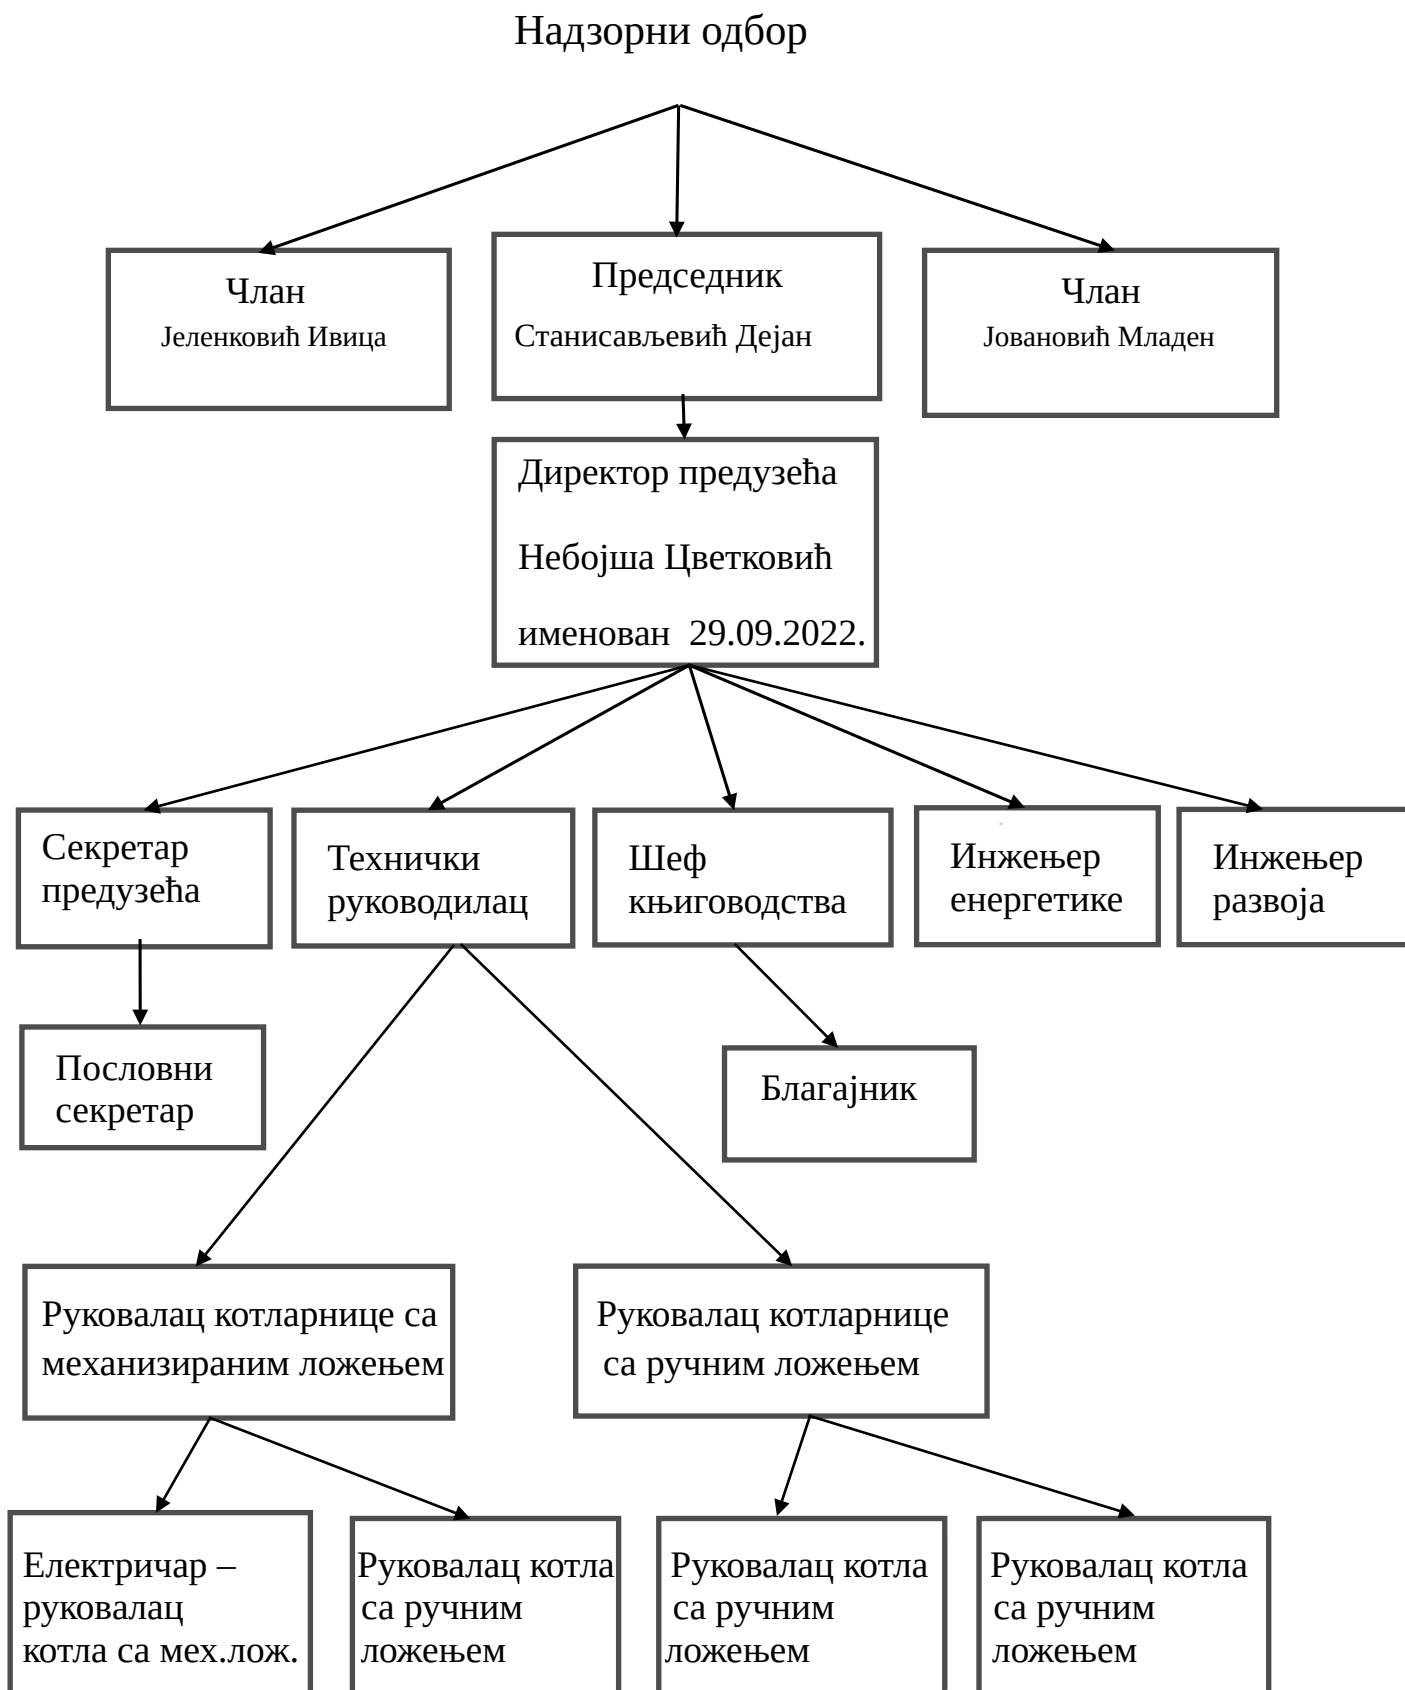 Надзорни одбор
Члан
Јеленковић Ивица
Председник
Станисављевић Дејан
Члан
Јовановић Младен
Директор предузећа
Небојша Цветковић
именован 29.09.2022.
Секретар
предузећа
Технички
руководилац
Шеф
књиговодства
Инжењер
енергетике
Инжењер
развоја
Пословни
секретар
Благајник
Руковалац котларнице са
механизираним ложењем
Руковалац котларнице
са ручним ложењем
Електричар –
руковалац
котла са мех.лож.
Руковалац котла
са ручним
ложењем
Руковалац котла
са ручним
ложењем
Руковалац котла
са ручним
ложењем